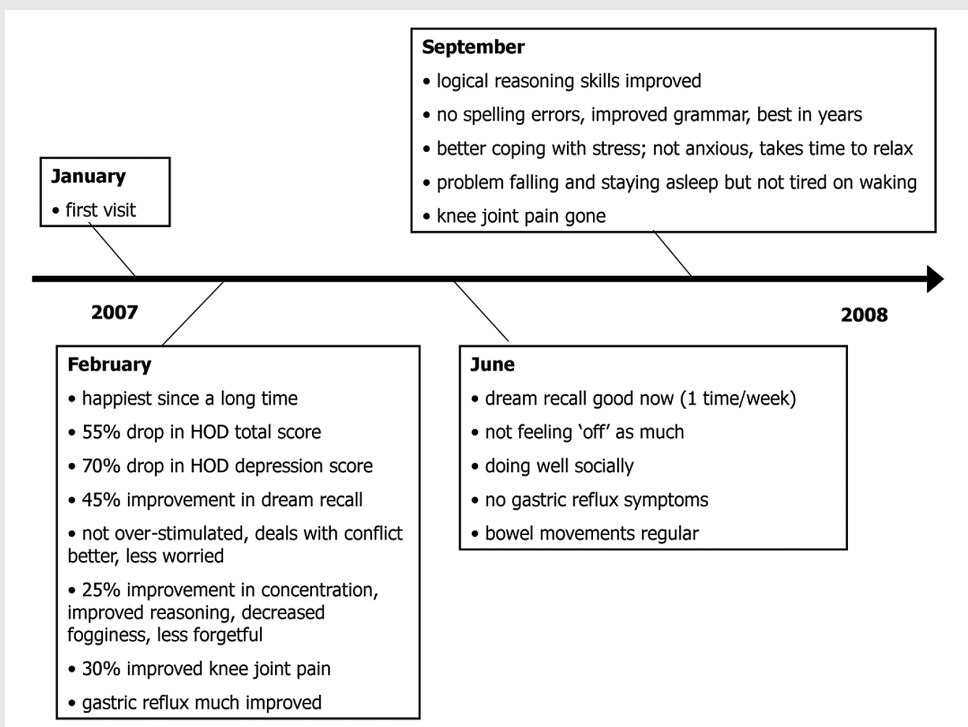 January
• first visit
September
• logical reasoning skills improved
• no spelling errors, improved grammar, best in years
• better coping with stress; not anxious, takes time to relax
• problem falling and staying asleep but not tired on waking
• knee joint pain gone
2007
2008
February
• happiest since a long time
• 55% drop in HOD total score
• 70% drop in HOD depression score
• 45% improvement in dream recall
• not over-stimulated, deals with conflict
better, less worried
• 25% improvement in concentration,
improved reasoning, decreased
fogginess, less forgetful
• 30% improved knee joint pain
• gastric reflux much improved
June
• dream recall good now (1 time/week)
• not feeling ‘off’ as much
• doing well socially
• no gastric reflux symptoms
• bowel movements regular